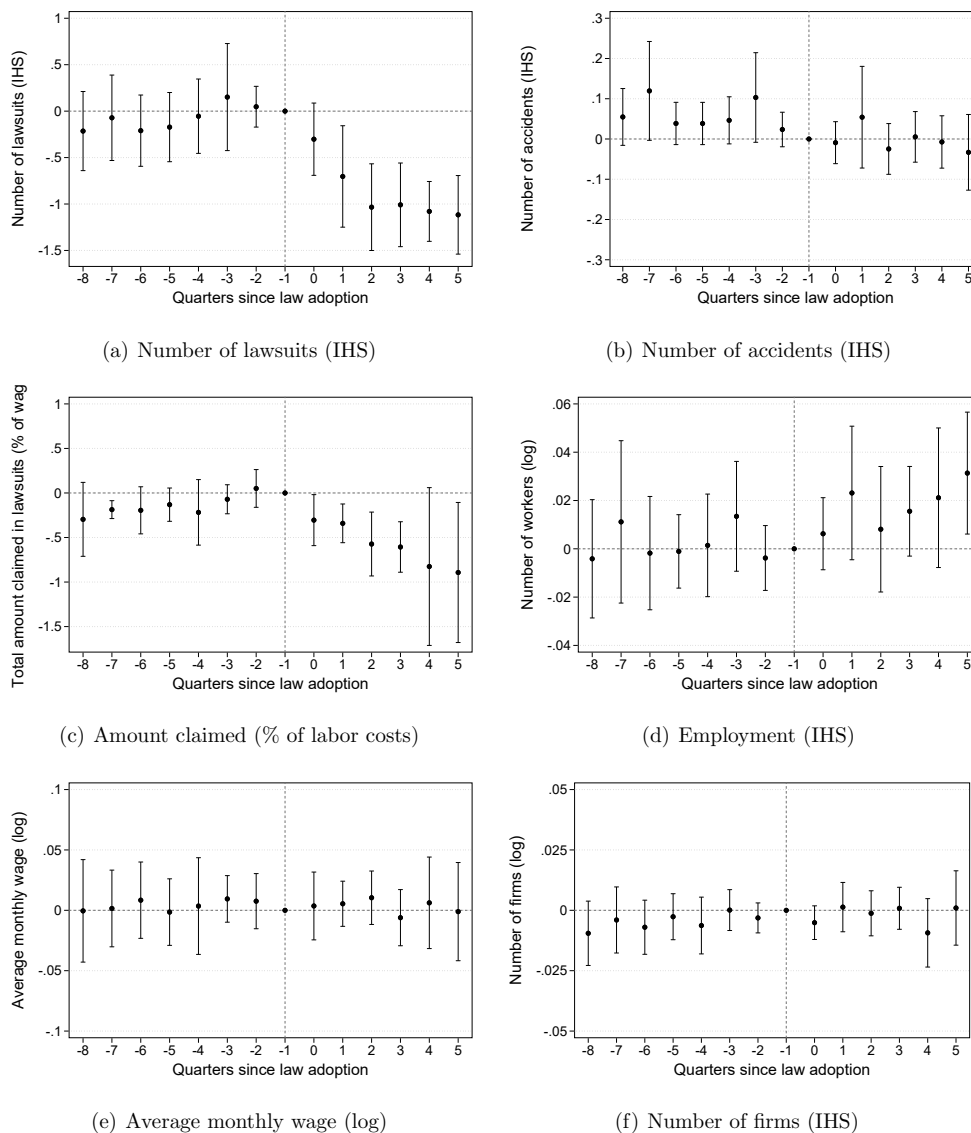 Number of lawsuits (IHS)
1
.5
0
-.5
-1
-1.5
-8 -7 -6 -5 -4 -3 -2 -1 0 1 2 3 4 5
Quarters since law adoption
(a) Number of lawsuits (IHS)
Number of accidents (IHS)
.3
.2
.1
0
-.1
-.2
-.3
-8 -7 -6 -5 -4 -3 -2 -1 0 1 2 3 4 5
Quarters since law adoption
(b) Number of accidents (IHS)
Total amount claimed in lawsuits (% of wag
1
.5
0
-.5
-1
-1.5
-8 -7 -6 -5 -4 -3 -2 -1 0 1 2 3 4 5
Quarters since law adoption
(c) Amount claimed (% of labor costs)
Number of workers (log)
.06
.04
.02
0
-.02
-.04
-8 -7 -6 -5 -4 -3 -2 -1 0 1 2 3 4 5
Quarters since law adoption
(d) Employment (IHS)
Average monthly wage (log)
.1
.05
0
-.05
-.1
-8 -7 -6 -5 -4 -3 -2 -1 0 1 2 3 4 5
Quarters since law adoption
(e) Average monthly wage (log)
Number of firms (log)
.05
.025
0
-.025
-.05
-8 -7 -6 -5 -4 -3 -2 -1 0 1 2 3 4 5
Quarters since law adoption
(f) Number of firms (IHS)